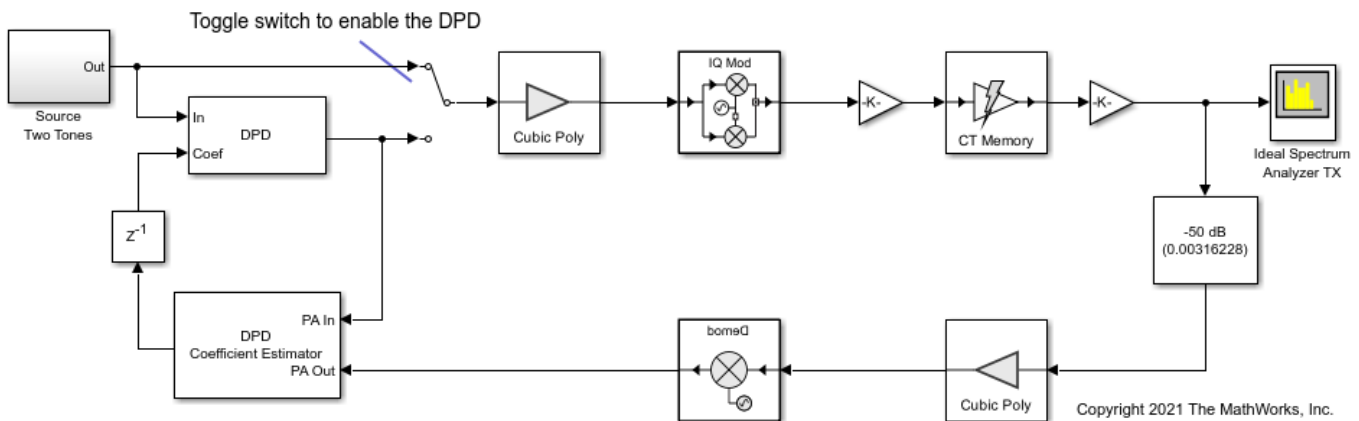 Toggle switch to enable the DPD
Out
Source
Two Tones
In
DPD
Coef
Cubic Poly
IQ Mod
-K-
CT Memory
-K-
Ideal Spectrum
Analyzer TX
Z-1
-50 dB
(0.00316228)
PA In
DPD
Coefficient Estimator
PA Out
Demod
Cubic Poly
Copyright 2021 The MathWorks, Inc.